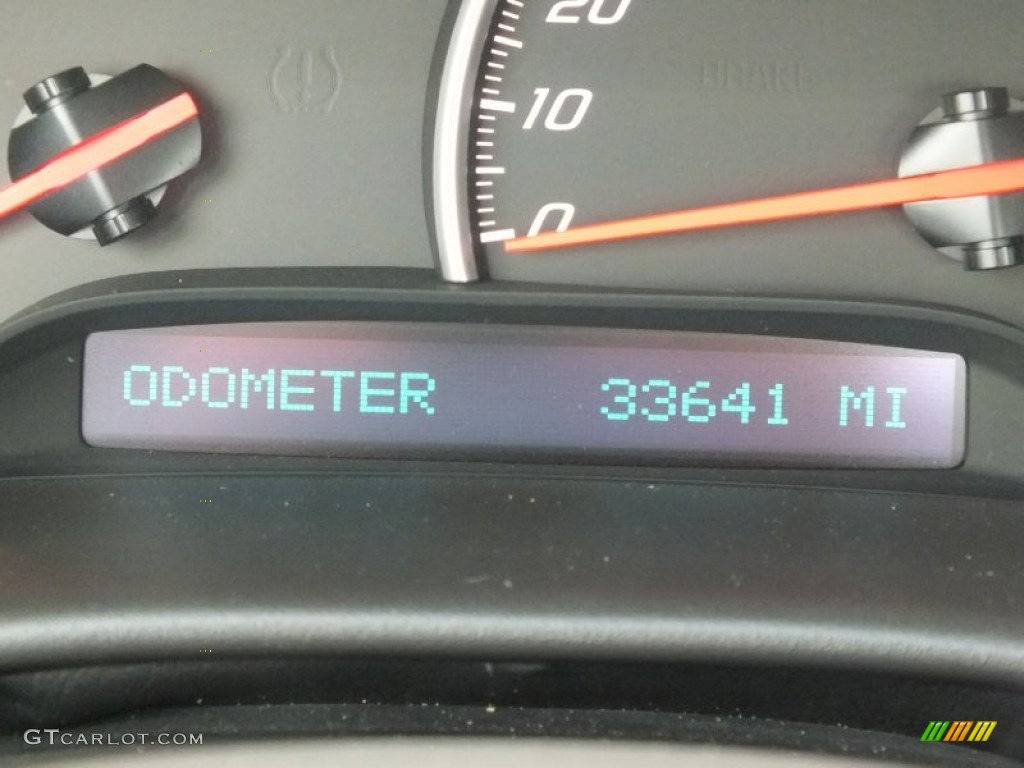 20
10
BRAKE
0
ODOMETER 33641 MI
GTCARLOT.COM